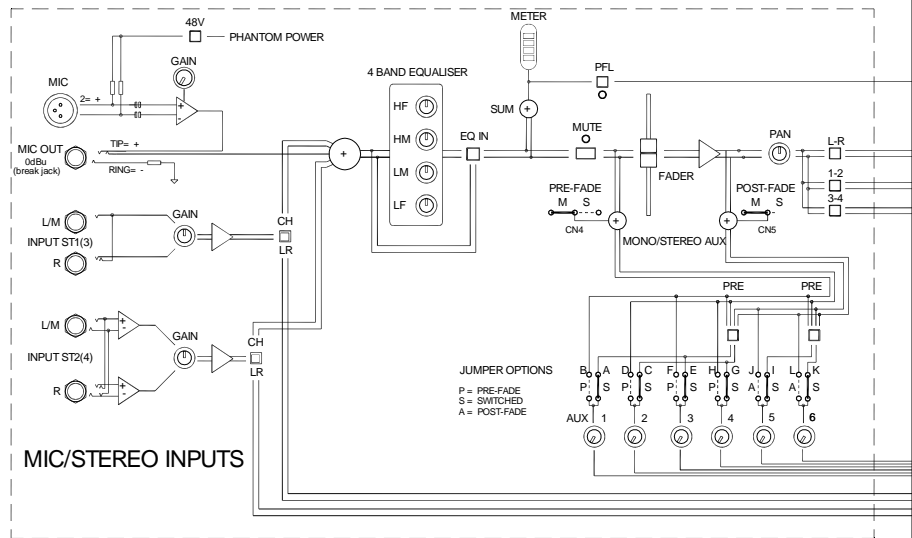 METER
48V
PHANTOM POWER
GAIN
PFL
4 BAND EQUALISER
MIC
2= +
+
-
HF
SUM
+
HM
EQ IN
MUTE
PAN
L-R
MIC OUT
0dBu
(break jack)
TIP= +
RING= -
+
LM
LF
FADER
1-2
3-4
PRE-FADE
M S
CN4
POST-FADE
M S
CN5
+
+
MONO/STEREO AUX
L/M
INPUT ST1(3)
R
GAIN
CH
LR
PRE
PRE
L/M
INPUT ST2(4)
R
+
-
+
-
GAIN
CH
LR
JUMPER OPTIONS
P = PRE-FADE
S = SWITCHED
A = POST-FADE
B A D C F E H G J I L K
P S P S P S P S A S A S
AUX 1 2 3 4 5 6
MIC/STEREO INPUTS